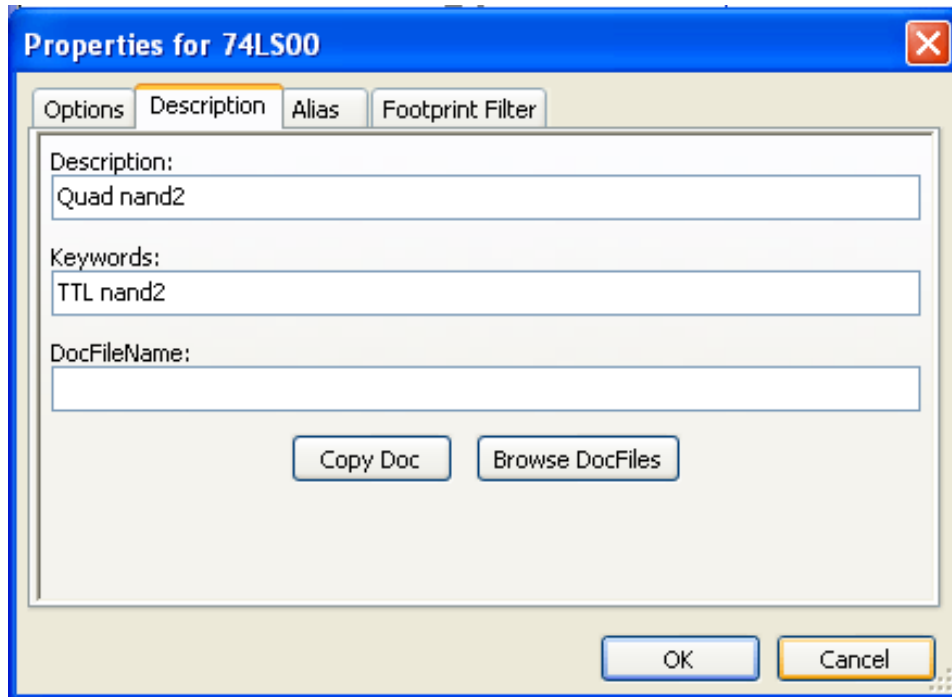 Properties for 74LS00
Options Description Alias Footprint Filter
Description:
Quad nand2
Keywords:
TTL nand2
DocFileName:
Copy Doc Browse DocFiles
OK Cancel